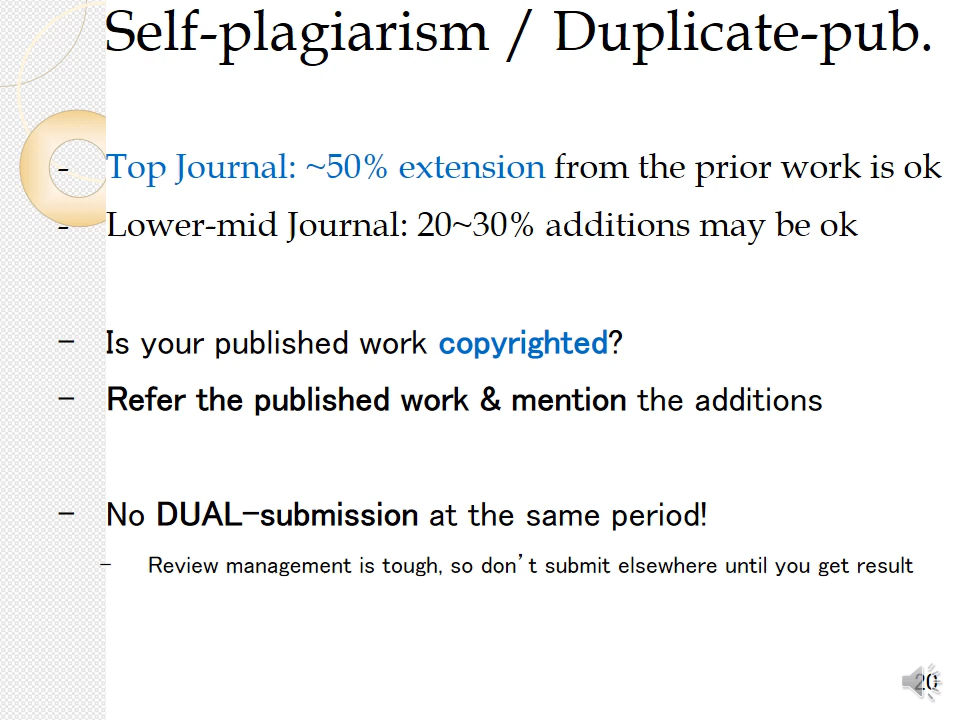 Self-plagiarism / Duplicate-pub.
- Top Journal: ~50% extension from the prior work is ok
- Lower-mid Journal: 20~30% additions may be ok
- Is your published work copyrighted?
- Refer the published work & mention the additions
- No DUAL-submission at the same period!
- Review management is tough, so don’t submit elsewhere until you get result
20